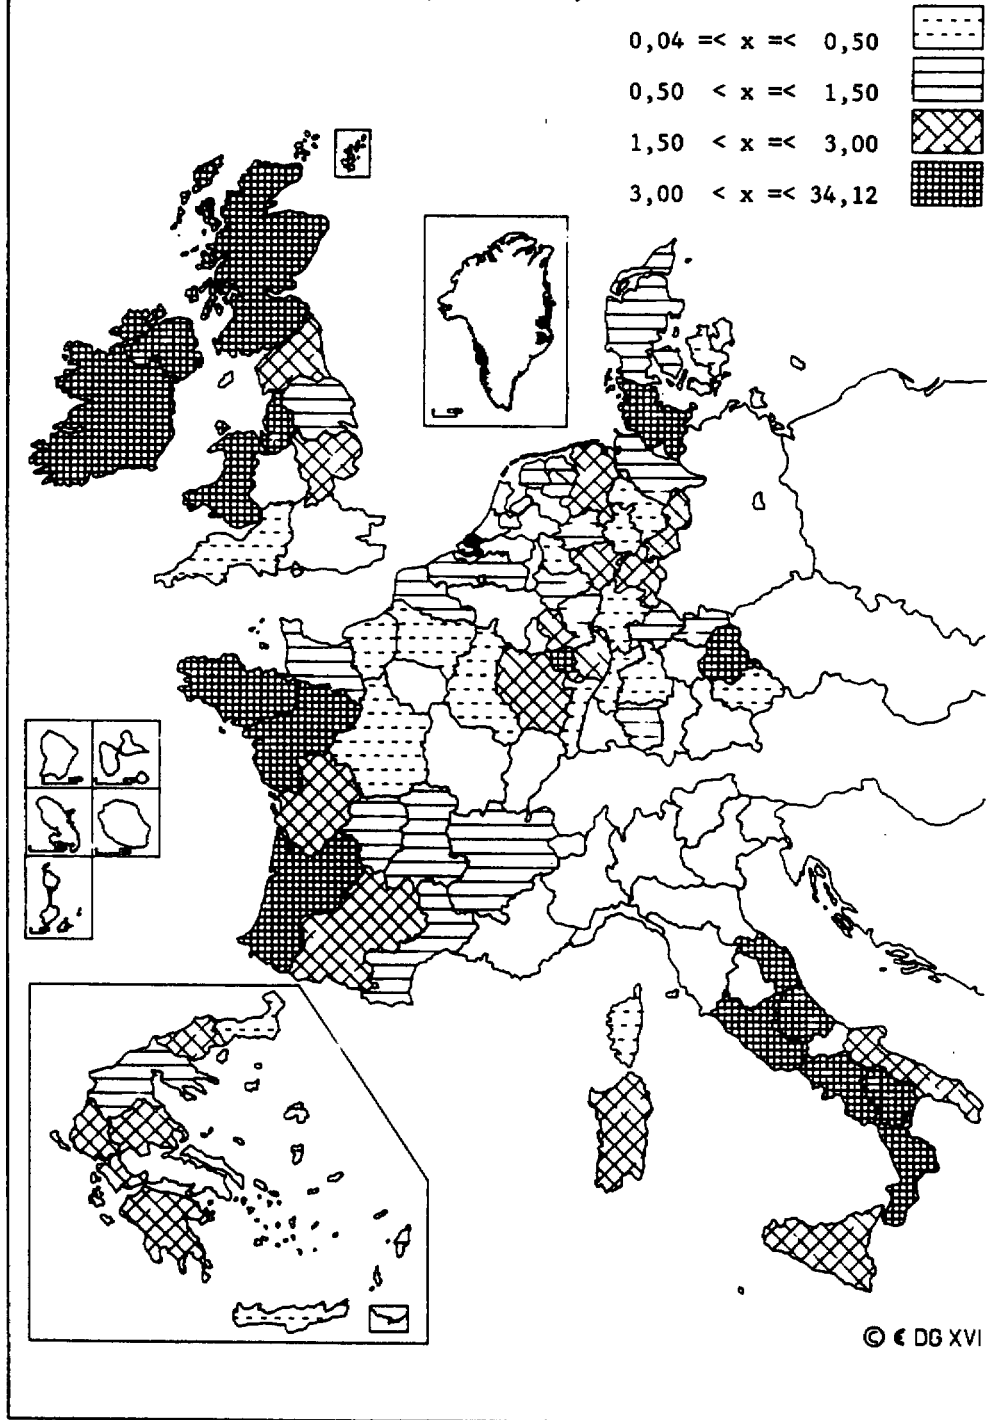 0,04 =< x =< 0,50
0,50 < x =< 1,50
1,50 < x =< 3,00
3,00 < x =< 34,12
© € DG XVI